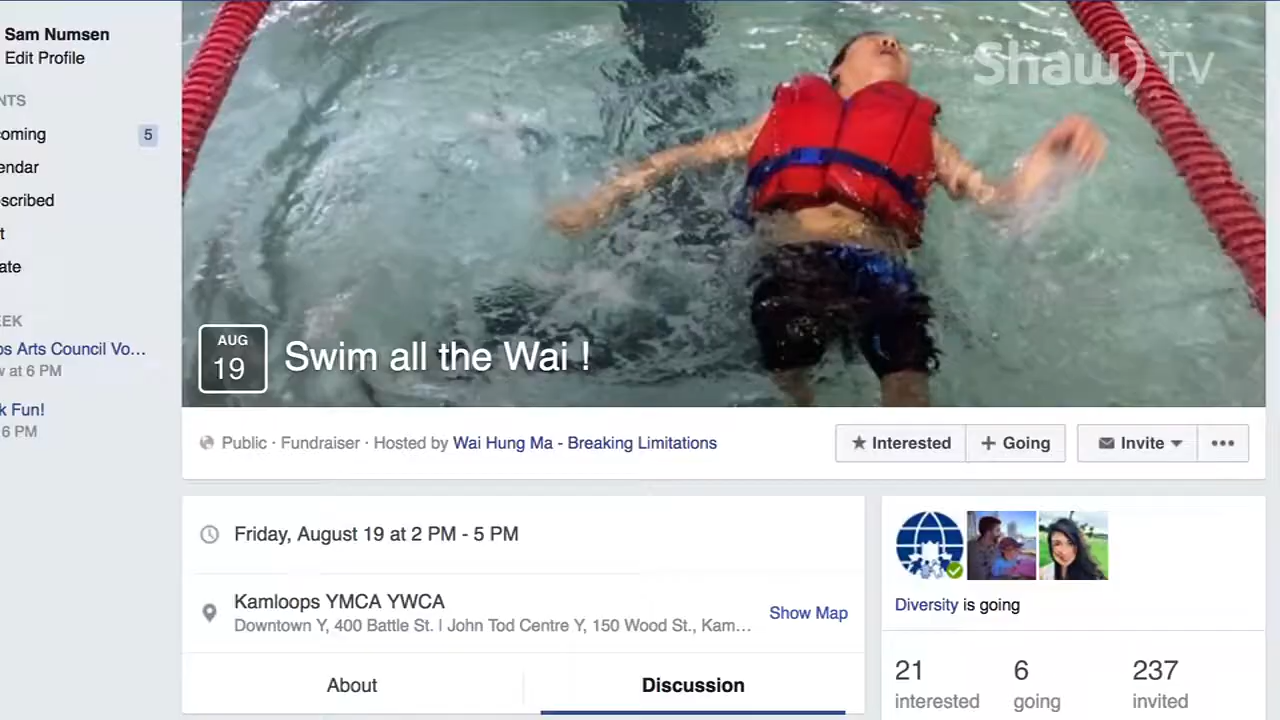 Sam Numsen
Edit Profile
NTS
coming
5
endar
scribed
t
ate
EEK
os Arts Council Vo...
w at 6 PM
k Fun!
6 PM
Shaw) TV
AUG
19
Swim all the Wai !
Public · Fundraiser · Hosted by Wai Hung Ma - Breaking Limitations
★ Interested
+ Going
Invite
Friday, August 19 at 2 PM - 5 PM
Kamloops YMCA YWCA
Downtown Y, 400 Battle St. I John Tod Centre Y, 150 Wood St., Kam...
Show Map
About
Discussion
Diversity is going
21
6
237
interested
going
invited